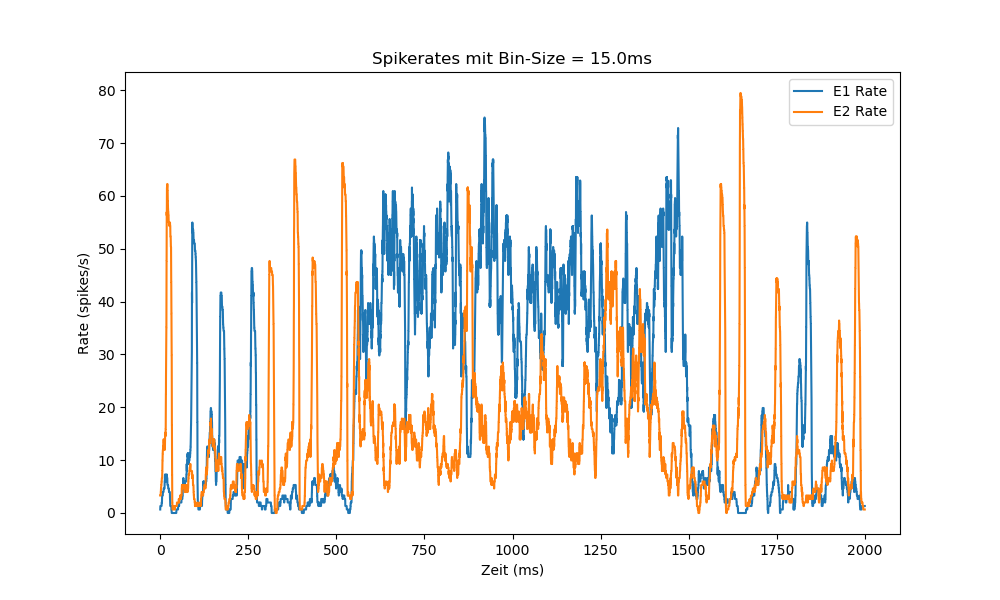 Spikerates mit Bin-Size = 15.0ms
E1 Rate
E2 Rate
80
70
60
50
40
30
20
10
0
Rate (spikes/s)
0 250 500 750 1000 1250 1500 1750 2000
Zeit (ms)